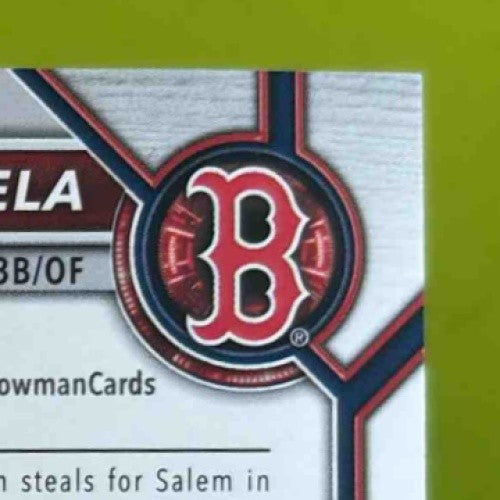 ELA
3B/OF
B®
owmanCards
n steals for Salem in